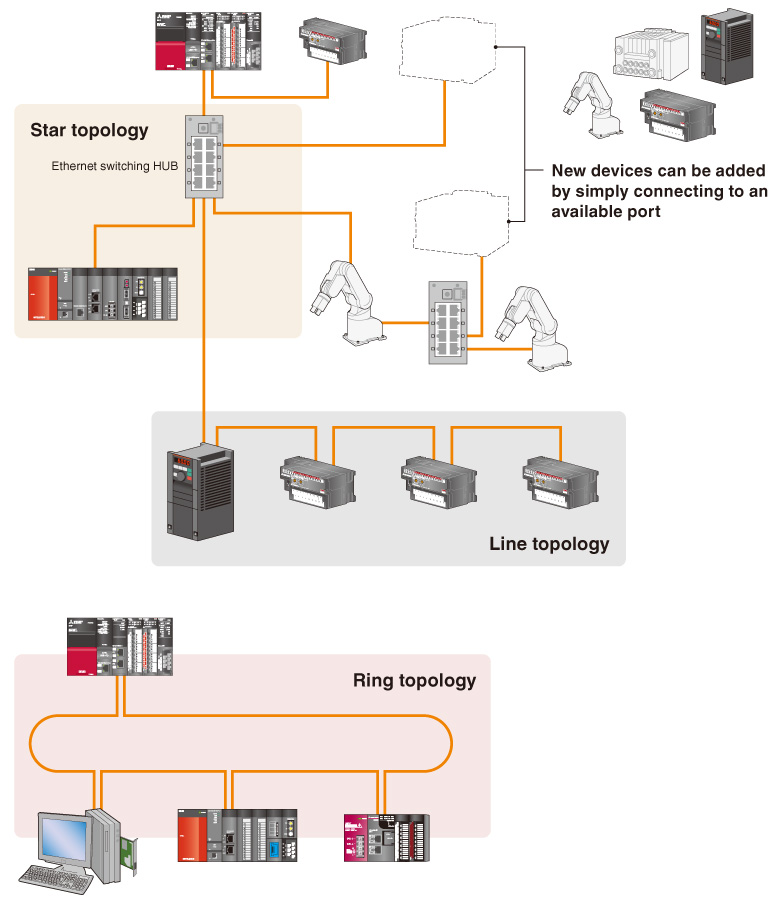 Star topology
Ethernet switching HUB
New devices can be added
by simply connecting to an
available port
Line topology
Ring topology